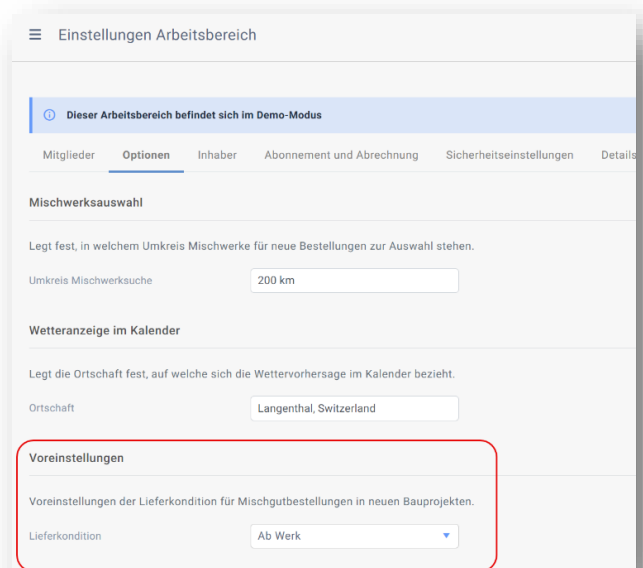 Einstellungen Arbeitsbereich
Dieser Arbeitsbereich befindet sich im Demo-Modus
Mitglieder Optionen Inhaber Abonnement und Abrechnung Sicherheitseinstellungen Details
Mischwerksauswahl
Legt fest, in welchem Umkreis Mischwerke für neue Bestellungen zur Auswahl stehen.
Umkreis Mischwerksuche 200 km
Wetteranzeige im Kalender
Legt die Ortschaft fest, auf welche sich die Wettervorhersage im Kalender bezieht.
Ortschaft Langenthal, Switzerland
Voreinstellungen
Voreinstellungen der Lieferkondition für Mischgutbestellungen in neuen Bauprojekten.
Lieferkondition Ab Werk